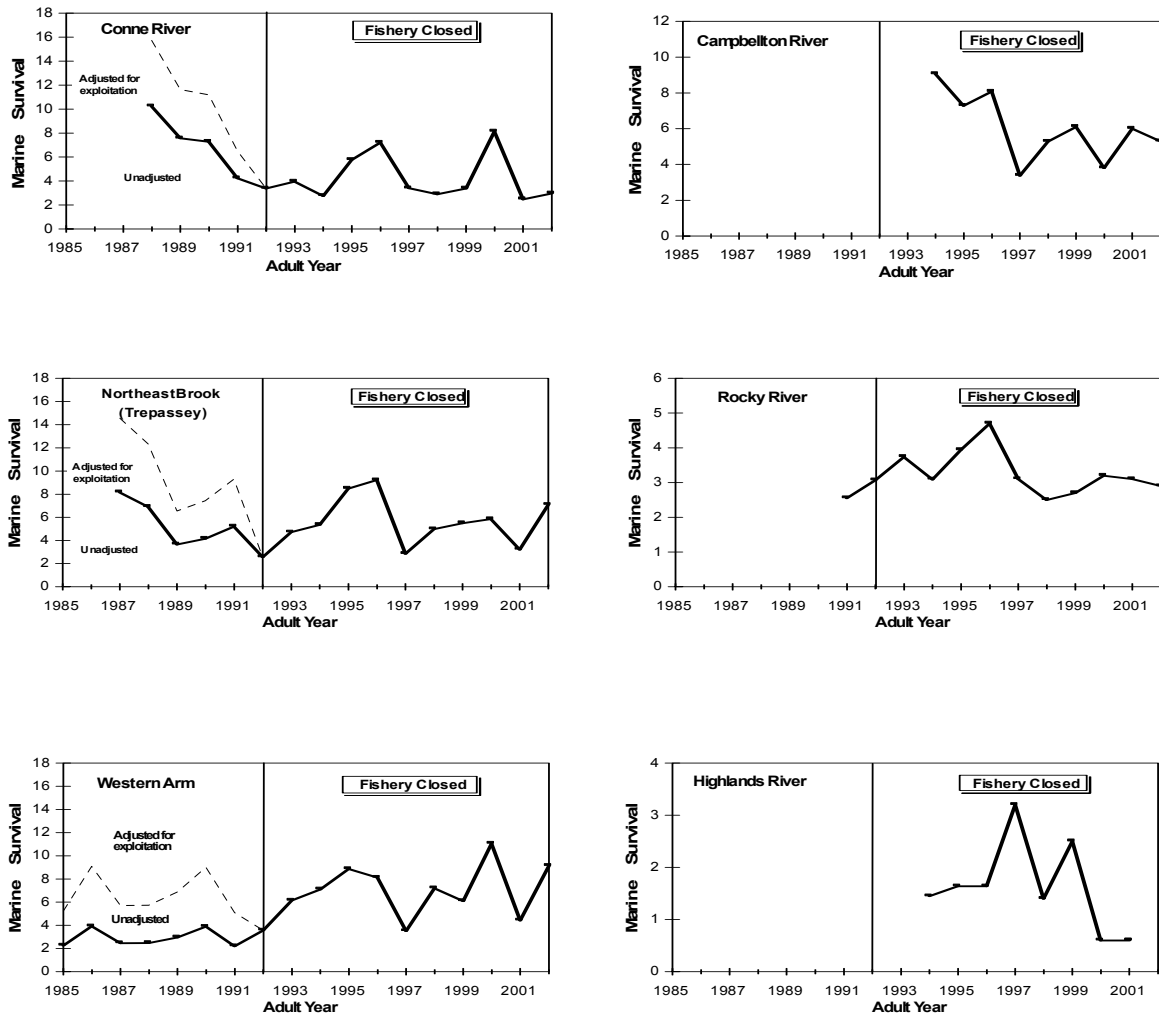 Conne River
Fishery Closed
Adjusted for
exploitation
Unadjusted
Marine Survival
18
16
14
12
10
8
6
4
2
0
1985 1987 1989 1991 1993 1995 1997 1999 2001
Adult Year
Campbellton River
Fishery Closed
Marine Survival
12
10
8
6
4
2
0
1985 1987 1989 1991 1993 1995 1997 1999 2001
Adult Year
Northeast Brook
(Trepassey)
Fishery Closed
Adjusted for
exploitation
Unadjusted
Marine Survival
18
16
14
12
10
8
6
4
2
0
1985 1987 1989 1991 1993 1995 1997 1999 2001
Adult Year
Rocky River
Fishery Closed
Marine Survival
6
5
4
3
2
1
0
1985 1987 1989 1991 1993 1995 1997 1999 2001
Adult Year
Western Arm
Fishery Closed
Adjusted for
exploitation
Unadjusted
Marine Survival
18
16
14
12
10
8
6
4
2
0
1985 1987 1989 1991 1993 1995 1997 1999 2001
Adult Year
Highlands River
Fishery Closed
Marine Survival
4
3
2
1
0
1985 1987 1989 1991 1993 1995 1997 1999 2001
Adult Year